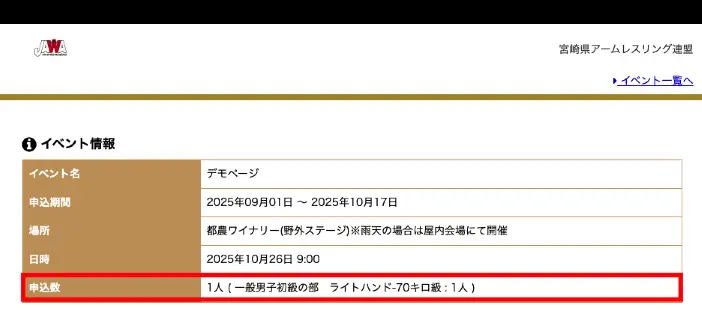 JAWA
宮崎県アームレスリング連盟
イベント一覧へ
イベント情報
イベント名 デモページ
申込期間 2025年09月01日 〜 2025年10月17日
場所 都農ワイナリー(野外ステージ)※雨天の場合は屋内会場にて開催
日時 2025年10月26日 9:00
申込数 1人 ( 一般男子初級の部　ライトハンド-70キロ級 : 1人 )